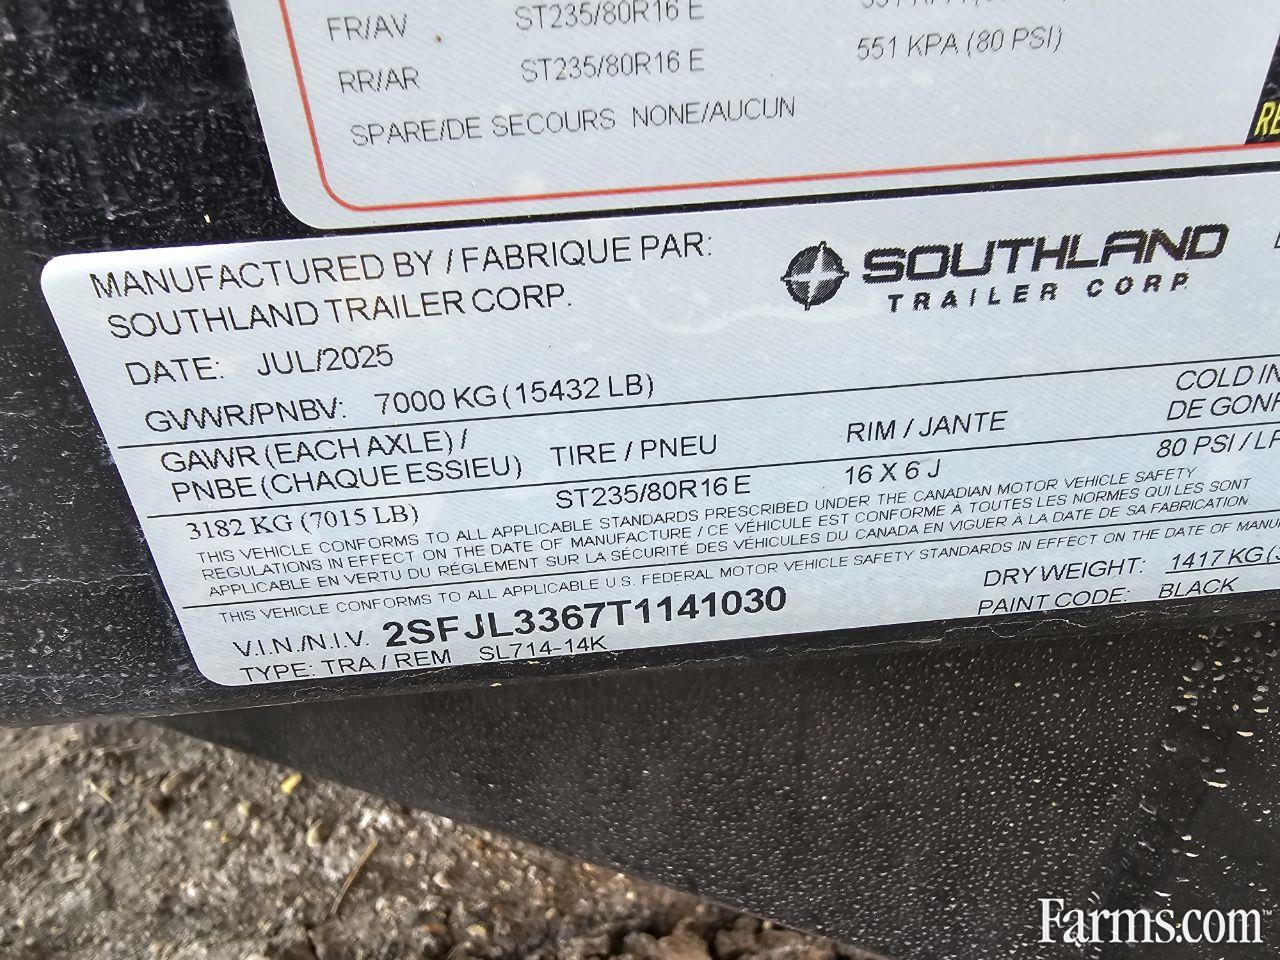 FR/AV ST235/80R16 E
RR/AR ST235/80R16 E 551 KPA (80 PSI)
SPARE/DE SECOURS NONE/AUCUN
MANUFACTURED BY / FABRIQUE PAR:
SOUTHLAND TRAILER CORP.
SOUTHLAND
TRAILER CORP
DATE: JUL/2025
GVWR/PNBV: 7000 KG (15432 LB)
GAWR (EACH AXLE) /
PNBE (CHAQUE ESSIEU) TIRE / PNEU RIM / JANTE COLD
DE
3182 KG (7015 LB) ST235/80R16 E 16 X 6 J 80 PSI /
THIS VEHICLE CONFORMS TO ALL APPLICABLE STANDARDS PRESCRIBED UNDER THE CANADIAN MOTOR VEHICLE SAFETY
REGULATIONS IN EFFECT ON THE DATE OF MANUFACTURE / CE VÉHICULE EST CONFORME À TOUTES LES NORMES QUI LES SONT
APPLICABLE EN VERTU DU RÉGLEMENT SUR LA SÉCURITÉ DES VÉHICULES DU CANADA EN VIGUER À LA DATE DE SA FABRICATION.
THIS VEHICLE CONFORMS TO ALL APPLICABLE U.S. FEDERAL MOTOR VEHICLE SAFETY STANDARDS IN EFFECT ON THE DATE OF
DRY WEIGHT: 1417 KG
V.I.N./N.I.V. 2SFJL3367T1141030
PAINT CODE: BLACK
TYPE: TRA / REM SL714-14K
Farms.com